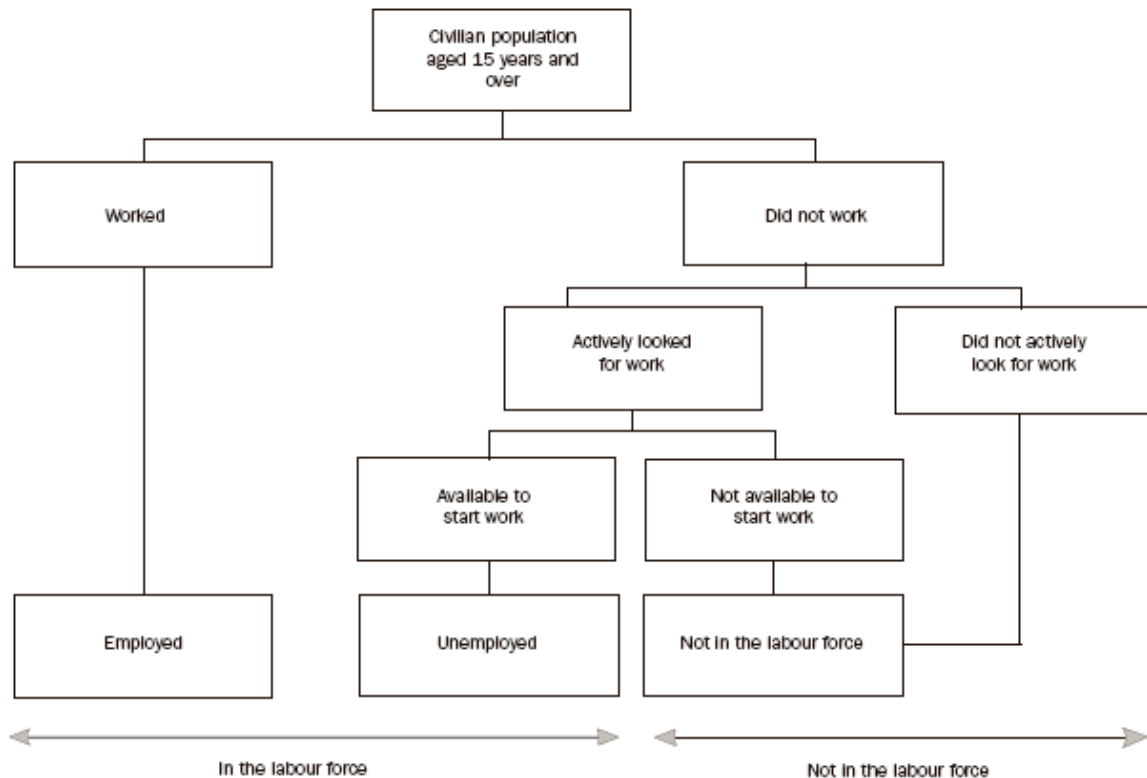 Civilian population
aged 15 years and
over
Worked
Did not work
Actively looked
for work
Did not actively
look for work
Available to
start work
Not available to
start work
Employed
Unemployed
Not in the labour force
In the labour force
Not in the labour force